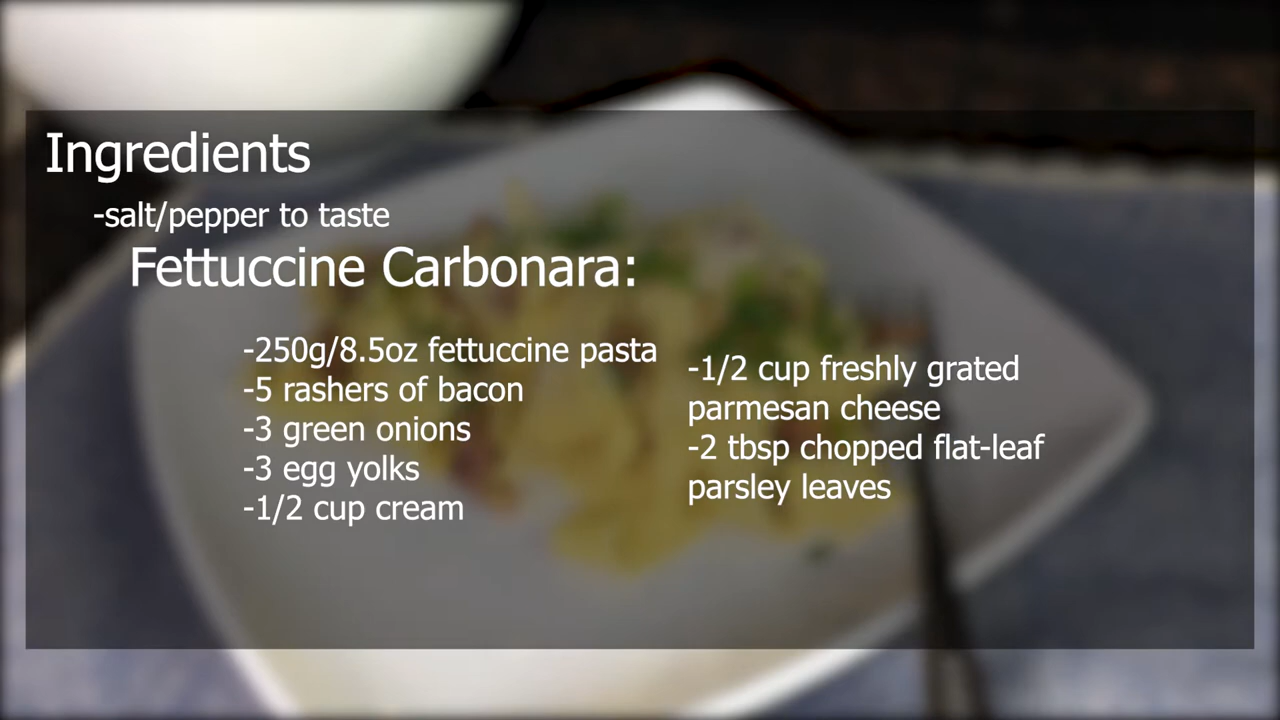 Ingredients
-salt/pepper to taste
Fettuccine Carbonara:
-250g/8.5oz fettuccine pasta
-5 rashers of bacon
-3 green onions
-3 egg yolks
-1/2 cup cream
-1/2 cup freshly grated
parmesan cheese
-2 tbsp chopped flat-leaf
parsley leaves